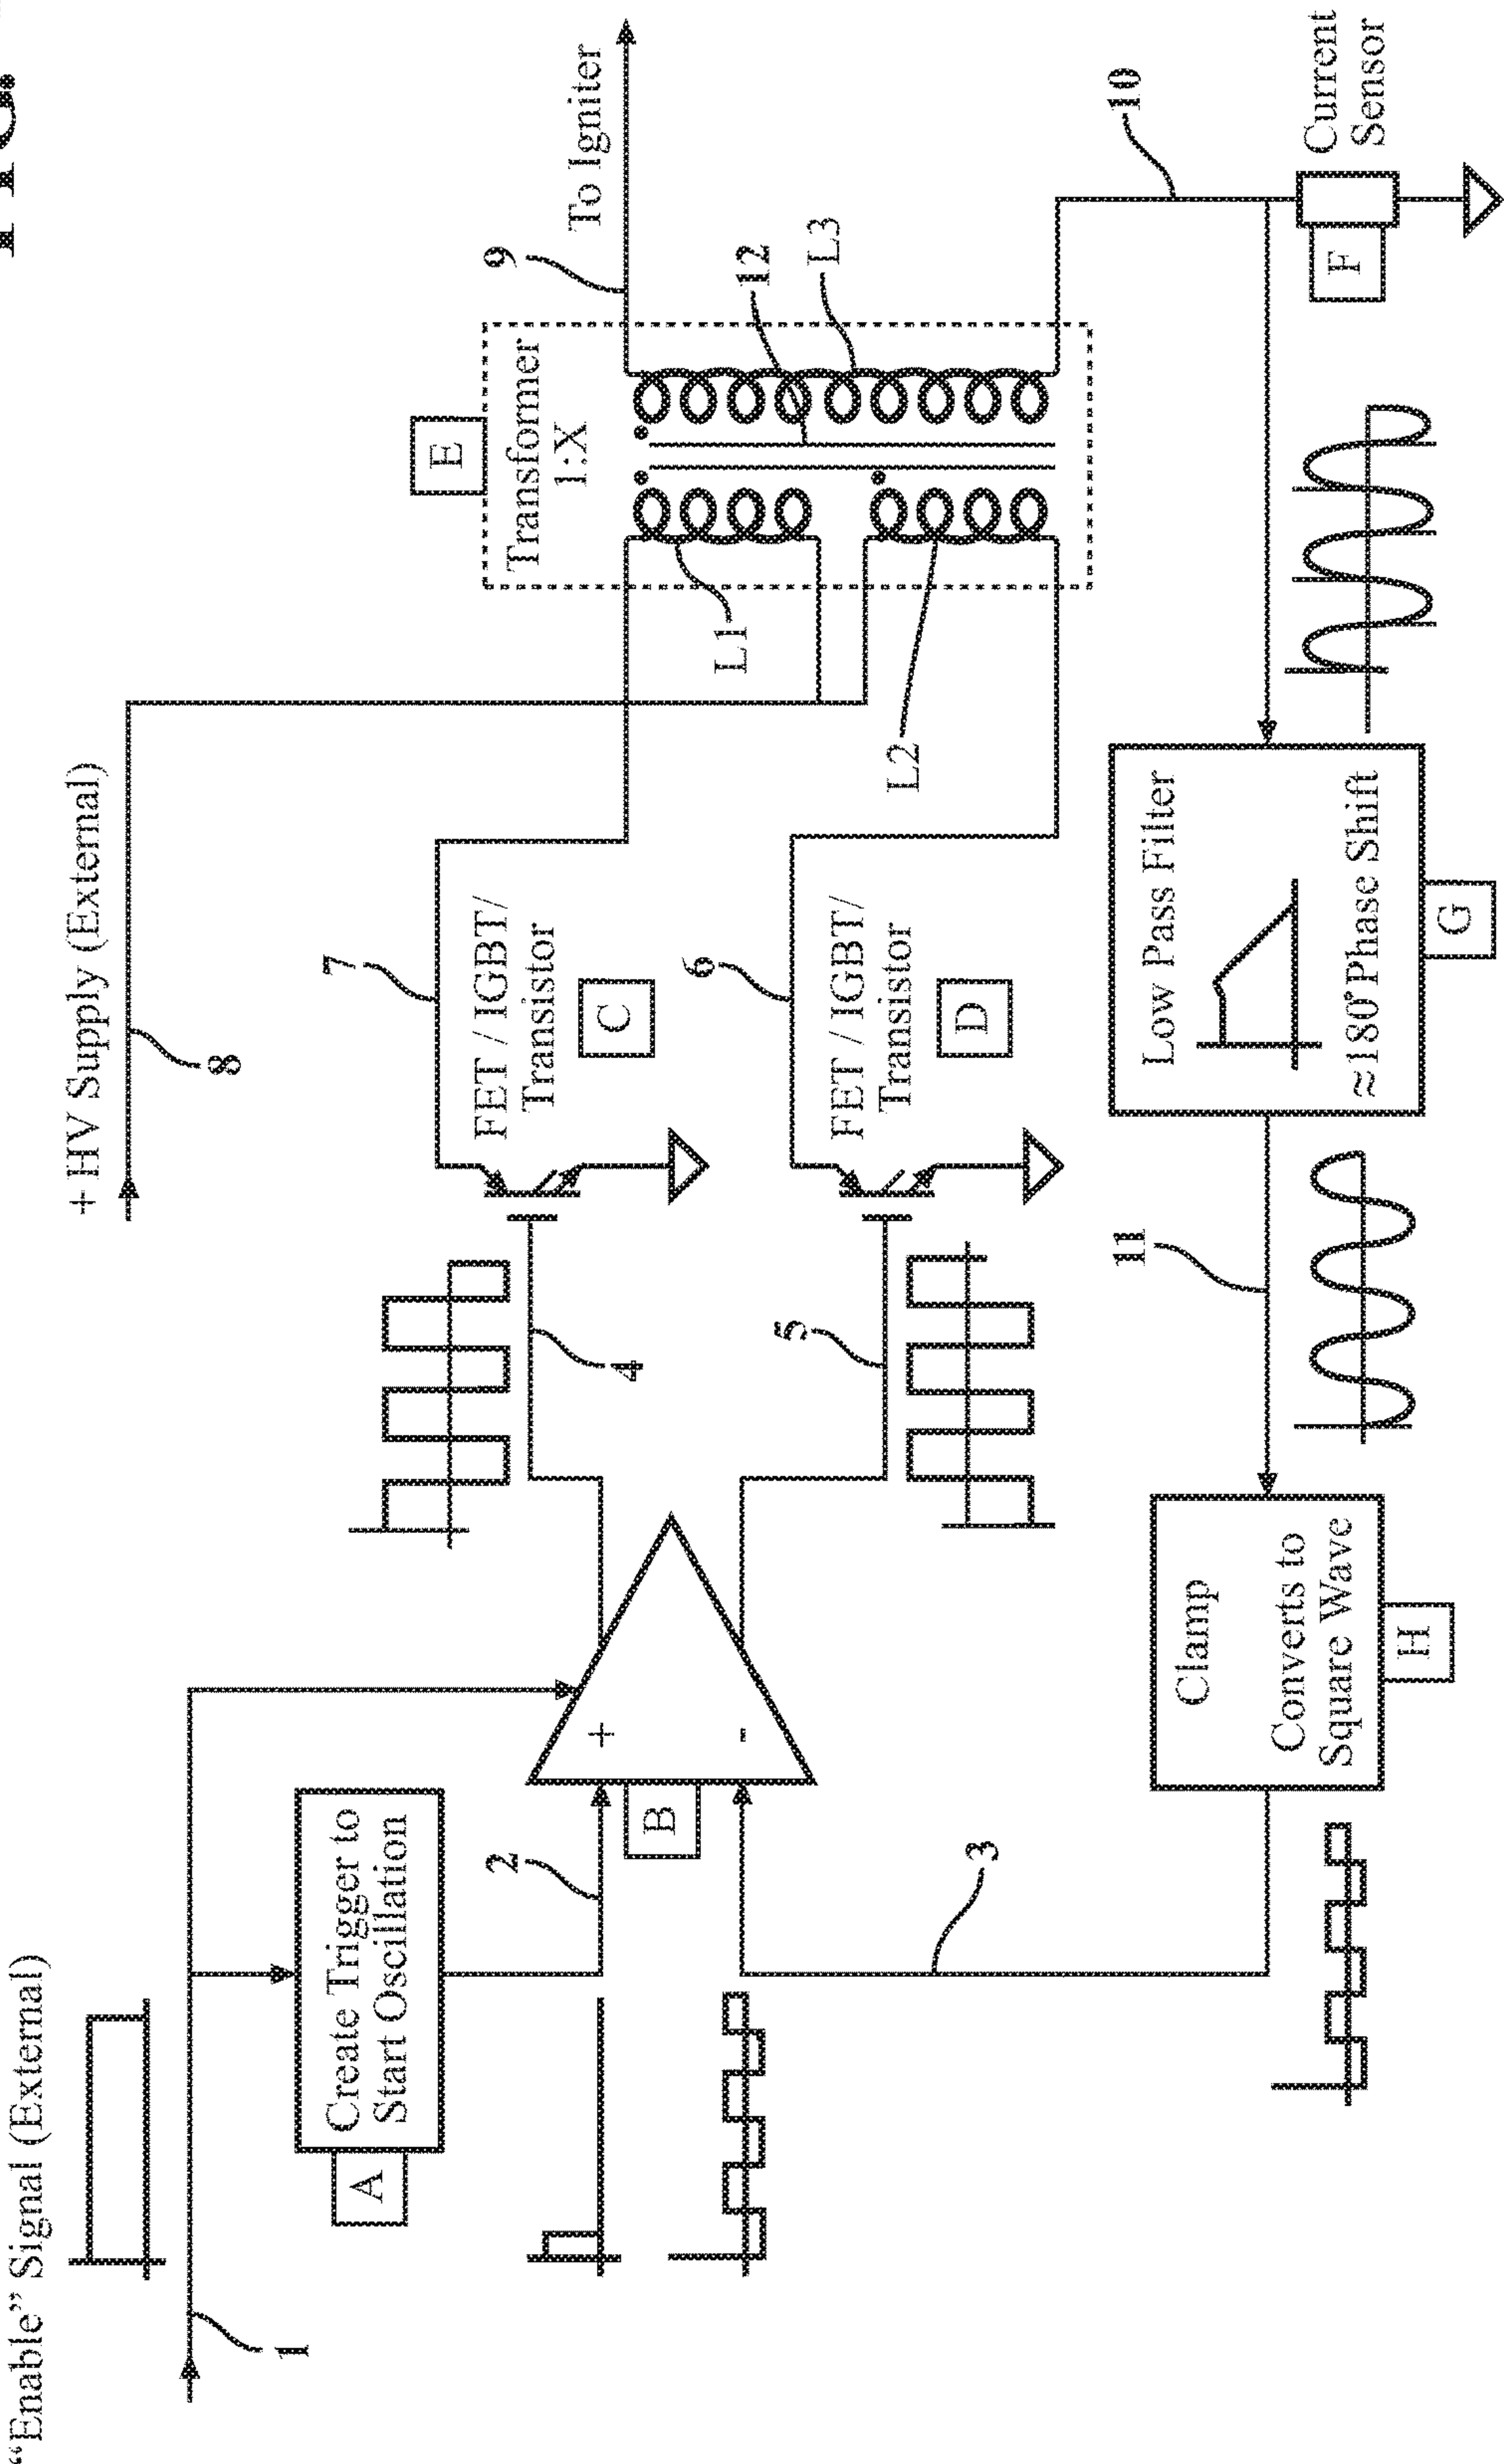 “Enable” Signal (External)
1
Create Trigger to
Start Oscillation
A
2
B
+
-
3
4
5
+ HV Supply (External)
8
7
FET / IGBT/
Transistor
C
6
FET / IGBT/
Transistor
D
E
Transformer
1:X
L1
L2
12
L3
9
To Igniter
10
Current
Sensor
F
Low Pass Filter
≈180° Phase Shift
G
11
Clamp
Converts to
Square Wave
H